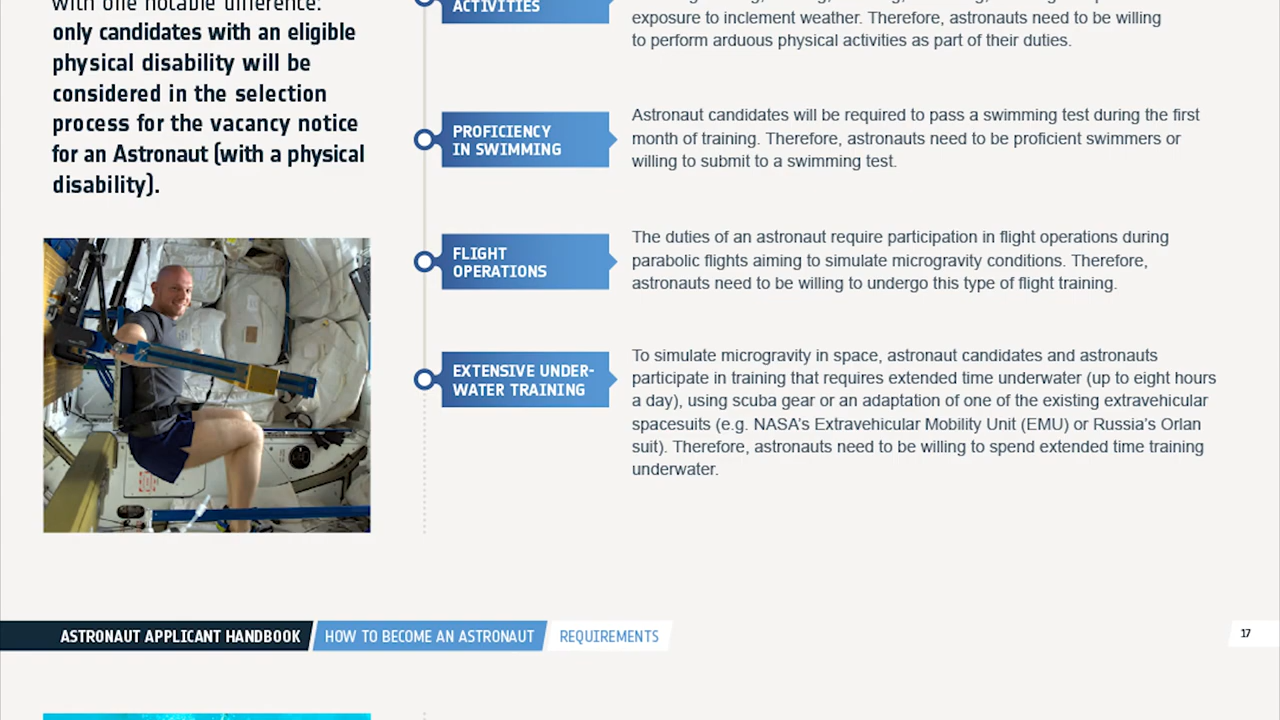 with one notable difference:
only candidates with an eligible
physical disability will be
considered in the selection
process for the vacancy notice
for an Astronaut (with a physical
disability).
ACTIVITIES
exposure to inclement weather. Therefore, astronauts need to be willing
to perform arduous physical activities as part of their duties.
PROFICIENCY
IN SWIMMING
Astronaut candidates will be required to pass a swimming test during the first
month of training. Therefore, astronauts need to be proficient swimmers or
willing to submit to a swimming test.
FLIGHT
OPERATIONS
The duties of an astronaut require participation in flight operations during
parabolic flights aiming to simulate microgravity conditions. Therefore,
astronauts need to be willing to undergo this type of flight training.
EXTENSIVE UNDER-
WATER TRAINING
To simulate microgravity in space, astronaut candidates and astronauts
participate in training that requires extended time underwater (up to eight hours
a day), using scuba gear or an adaptation of one of the existing extravehicular
spacesuits (e.g. NASA's Extravehicular Mobility Unit (EMU) or Russia's Orlan
suit). Therefore, astronauts need to be willing to spend extended time training
underwater.
ASTRONAUT APPLICANT HANDBOOK
HOW TO BECOME AN ASTRONAUT
REQUIREMENTS
17